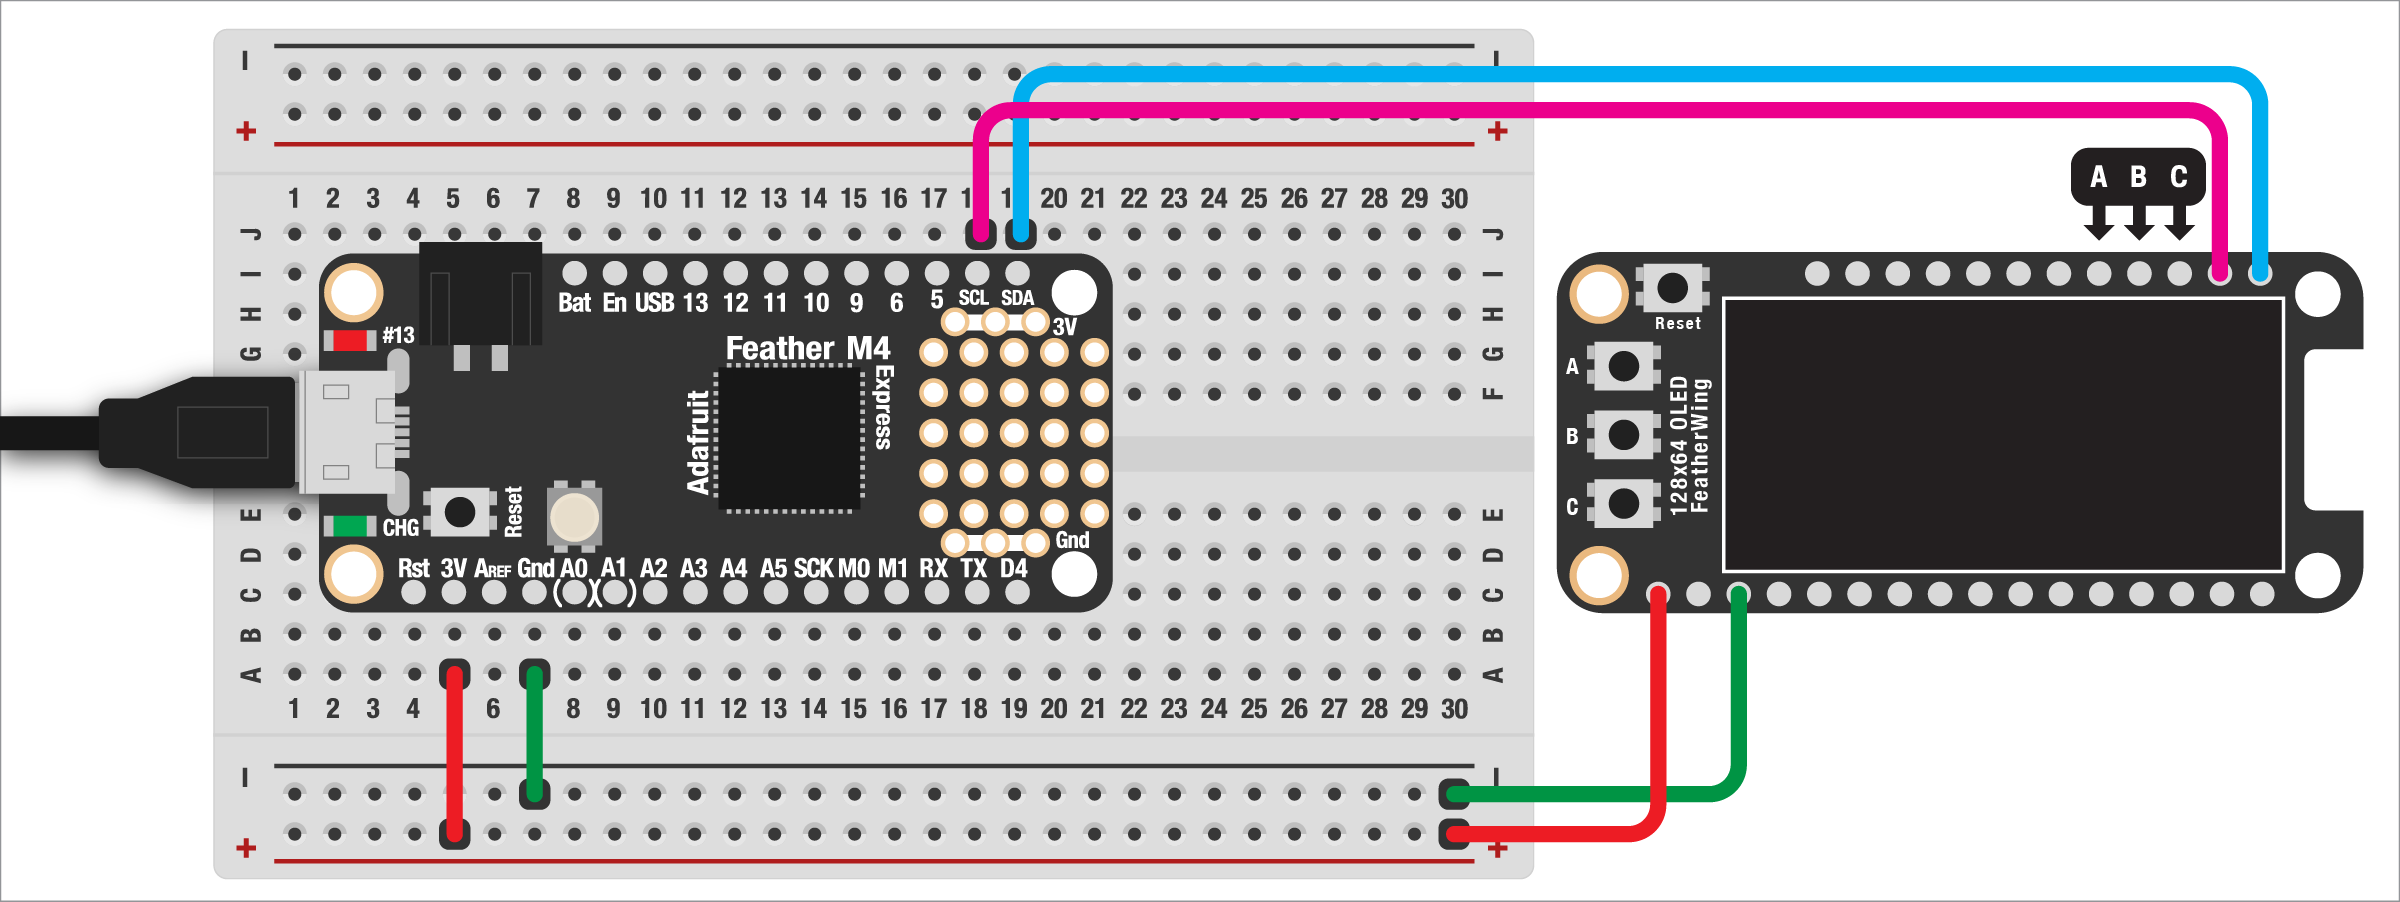 − −
+ +
A B C
1 2 3 4 5 6 7 8 9 10 11 12 13 14 15 16 17 1 1 20 21 22 23 24 25 26 27 28 29 30
J J
I I
H H
G G
F
E E
D D
C C
B B
A A
Bat En USB 13 12 11 10 9 6 5 SCL SDA
#13
3V
Feather M4
Express
Adafruit
CHG
Reset
Gnd
Rst 3V AREF Gnd A0 A1 A2 A3 A4 A5 SCK M0 M1 RX TX D4
( )( )
1 2 3 4 6 8 9 10 11 12 13 14 15 16 17 18 19 20 21 22 23 24 25 26 27 28 29 30
− −
+ +
Reset
A
B
C
128x64 OLED
FeatherWing